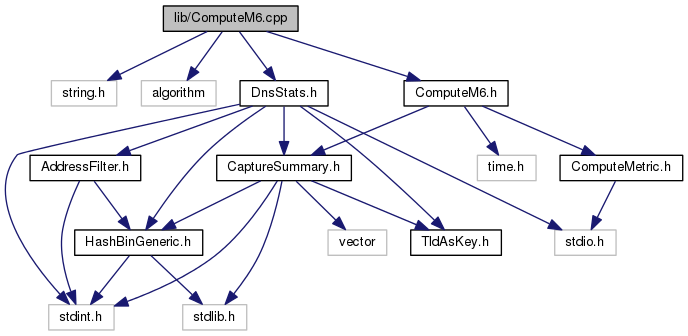 lib/ComputeM6.cpp
string.h
algorithm
DnsStats.h
ComputeM6.h
AddressFilter.h
CaptureSummary.h
time.h
ComputeMetric.h
HashBinGeneric.h
vector
TldAsKey.h
stdio.h
stdint.h
stdlib.h